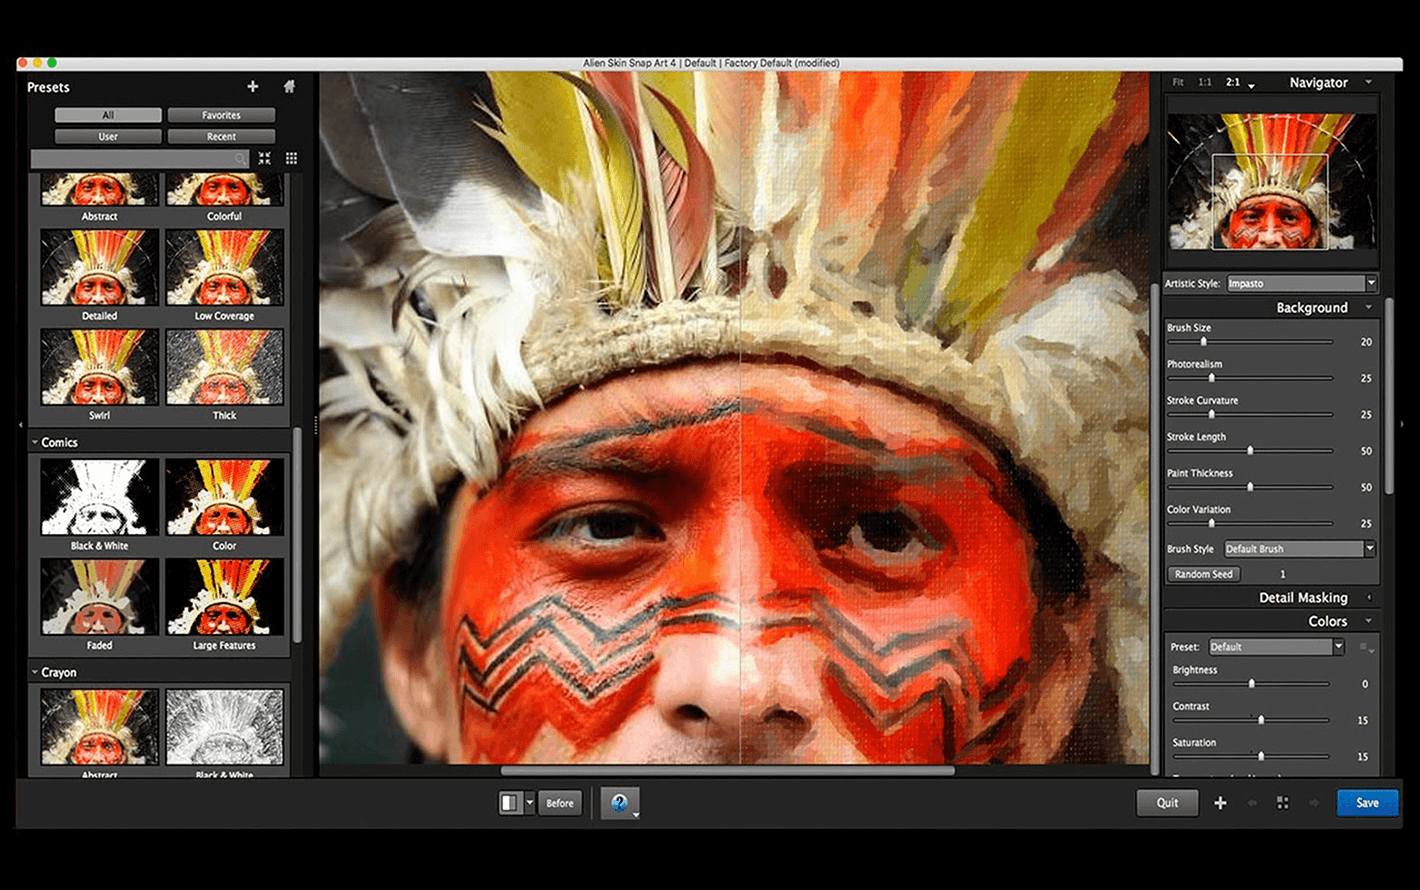 Alien Skin Snap Art 4 | Default | Factory Default (modified)
Presets
All
Favorites
User
Recent
Abstract
Colorful
Detailed
Low Coverage
Swirl
Thick
Comics
Black & White
Color
Faded
Large Features
Crayon
Abstract
Black & White
Before
?
Fit 1:1 2:1
Navigator
Artistic Style: Impasto
Background
Brush Size
20
Photorealism
25
Stroke Curvature
25
Stroke Length
50
Paint Thickness
50
Color Variation
25
Brush Style Default Brush
Random Seed 1
Detail Masking
Colors
Preset: Default
Brightness
0
Contrast
15
Saturation
15
Quit
Save